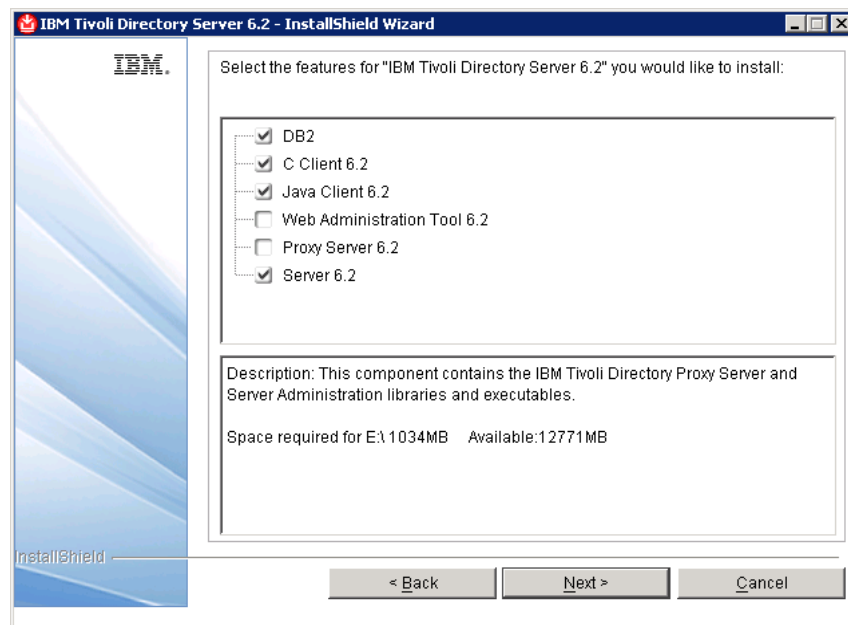 IBM Tivoli Directory Server 6.2 - InstallShield Wizard
IBM.
Select the features for "IBM Tivoli Directory Server 6.2" you would like to install:
DB2
C Client 6.2
Java Client 6.2
Web Administration Tool 6.2
Proxy Server 6.2
Server 6.2
Description: This component contains the IBM Tivoli Directory Proxy Server and
Server Administration libraries and executables.
Space required for E:\ 1034MB Available:12771MB
InstallShield
< Back
Next >
Cancel